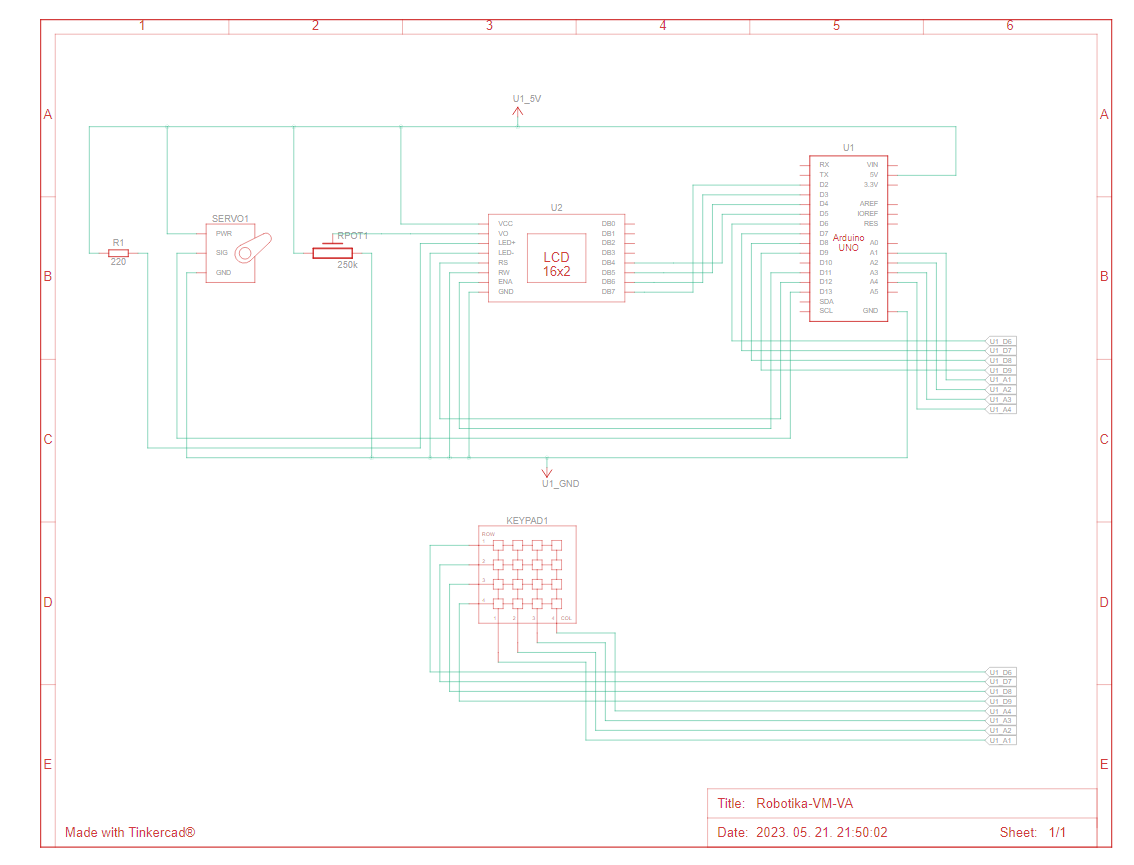 1 2 3 4 5 6
A A
U1_5V
U1
RX VIN
TX 5V
D2 3.3V
D3
D4 AREF
D5 IOREF
D6 RES
D7
D8 A0
D9 A1
D10 A2
D11 A3
D12 A4
D13 A5
SDA
SCL GND
Arduino
UNO
B B
R1
220
SERVO1
PWR
SIG
GND
RPOT1
250k
U2
VCC DB0
VO DB1
LED+ DB2
LED- DB3
RS DB4
RW DB5
ENA DB6
GND DB7
LCD
16x2
U1_D6
U1_D7
U1_D8
U1_D9
U1_A1
U1_A2
U1_A3
U1_A4
C C
U1_GND
KEYPAD1
ROW
1
2
3
4
1 2 3 4 COL
D D
U1_D6
U1_D7
U1_D8
U1_D9
U1_A4
U1_A3
U1_A2
U1_A1
E E
Title: Robotika-VM-VA
Made with Tinkercad®
Date: 2023. 05. 21. 21:50:02 Sheet: 1/1